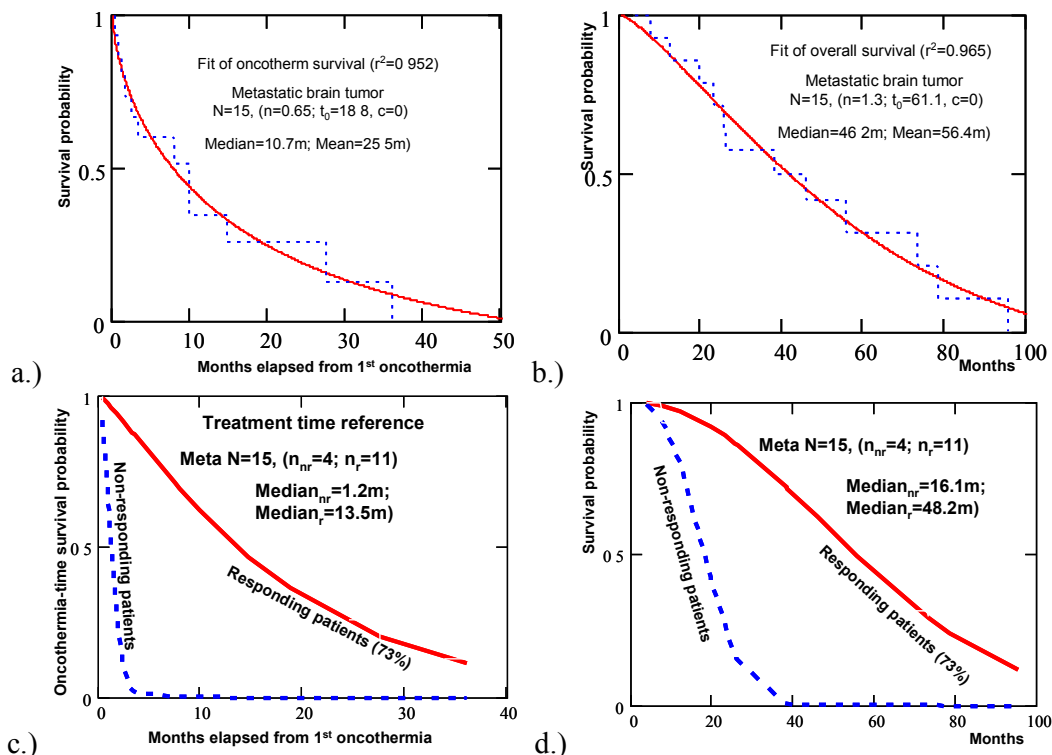 1
Survival probability
0.5
0
Fit of oncotherm survival (r²=0 952)
Metastatic brain tumor
N=15, (n=0.65; t₀=18 8, c=0)
Median=10.7m; Mean=25 5m)
0 10 20 30 40 50
Months elapsed from 1st oncothermia
a.)
1
Survival probability
0.5
0
Fit of overall survival (r²=0.965)
Metastatic brain tumor
N=15, (n=1.3; t₀=61.1, c=0)
Median=46 2m; Mean=56.4m)
0 20 40 60 80 100
Months
b.)
1
Oncothermia-time survival probability
0 5
0
Treatment time reference
Meta N=15, (nnr=4; nr=11)
Mediannr=1.2m;
Medianr=13.5m)
Non-responding
patients
Responding patients (73%)
0 10 20 30 40
Months elapsed from 1st oncothermia
c.)
1
Survival probability
0 5
0
Meta N=15, (nnr=4; nr=11)
Mediannr=16.1m;
Medianr=48.2m)
Non-responding
patients
Responding patients
(73%)
0 20 40 60 80 100
Months
d.)